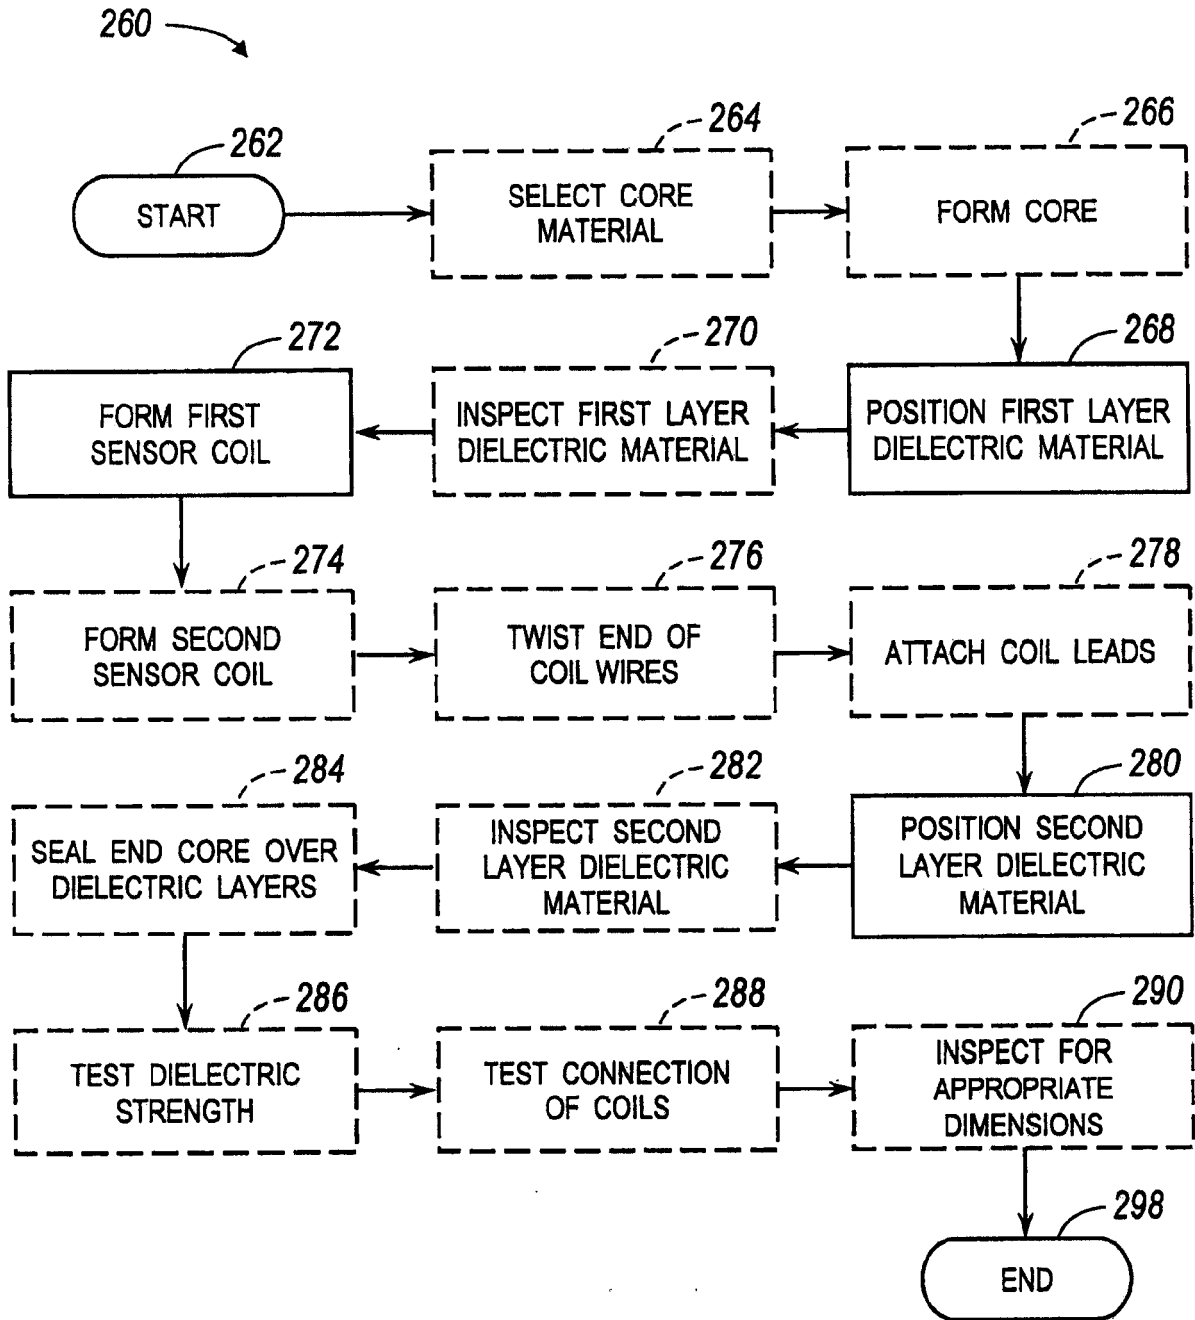 260
262
START
264
SELECT CORE
MATERIAL
266
FORM CORE
268
POSITION FIRST LAYER
DIELECTRIC MATERIAL
270
INSPECT FIRST LAYER
DIELECTRIC MATERIAL
272
FORM FIRST
SENSOR COIL
274
FORM SECOND
SENSOR COIL
276
TWIST END OF
COIL WIRES
278
ATTACH COIL LEADS
280
POSITION SECOND
LAYER DIELECTRIC
MATERIAL
282
INSPECT SECOND
LAYER DIELECTRIC
MATERIAL
284
SEAL END CORE OVER
DIELECTRIC LAYERS
286
TEST DIELECTRIC
STRENGTH
288
TEST CONNECTION
OF COILS
290
INSPECT FOR
APPROPRIATE
DIMENSIONS
298
END